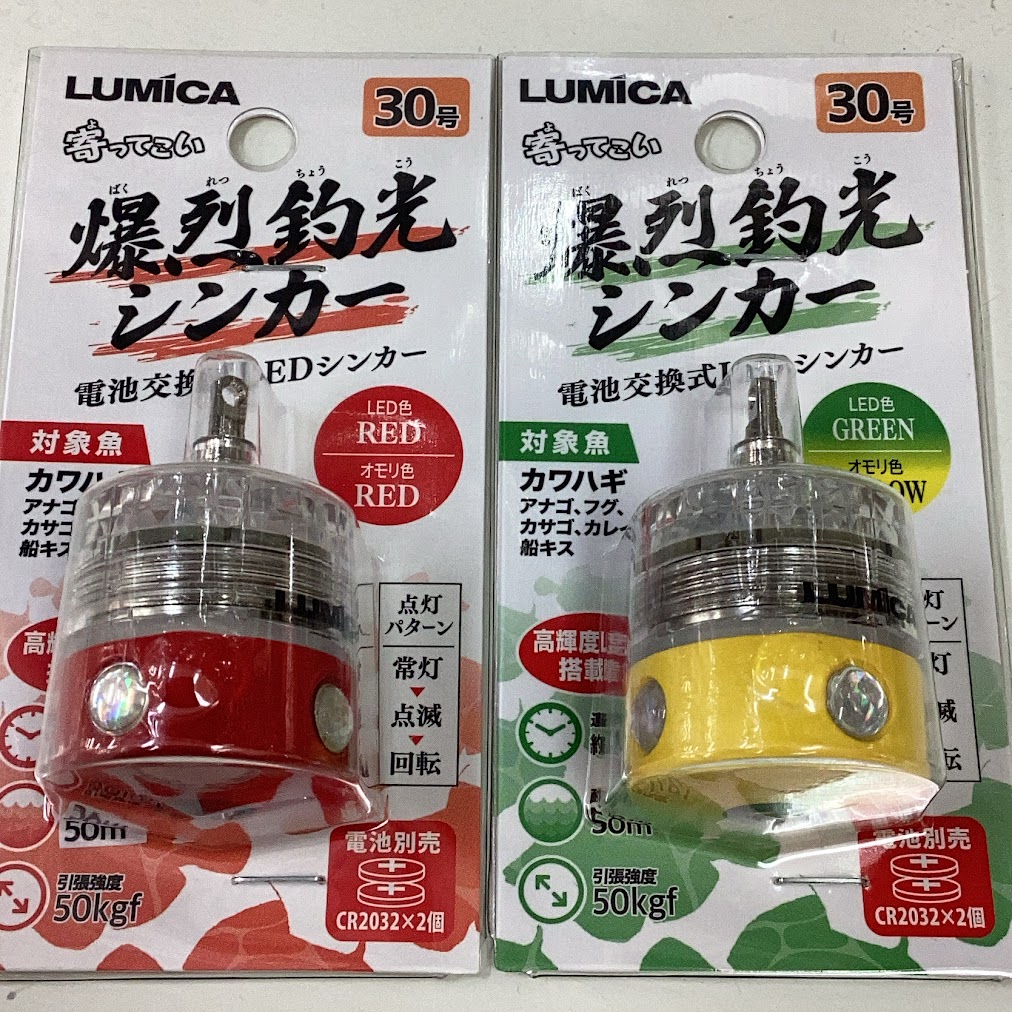 LUMICA
30号
寄ってこい
よ
爆烈釣光
ばく れつ ちょう こう
シンカー
電池交換 EDシンカー
LED色
RED
オモリ色
RED
対象魚
カワハ
アナゴ
カサゴ
船キス
LUMIC
点灯
パターン
常灯
点滅
回転
高輝
50m
引張強度
50kgf
電池別売
CR2032×2個
LUMICA
30号
寄ってこい
よ
爆烈釣光
ばく れつ ちょう こう
シンカー
電池交換式 シンカー
LED色
GREEN
オモリ色
OW
対象魚
カワハギ
アナゴ、フグ、
カサゴ、カレイ
船キス
LUMICA
灯
ーン
灯
滅
転
高輝度
搭載
約
50m
引張強度
50kgf
電池別売
CR2032×2個